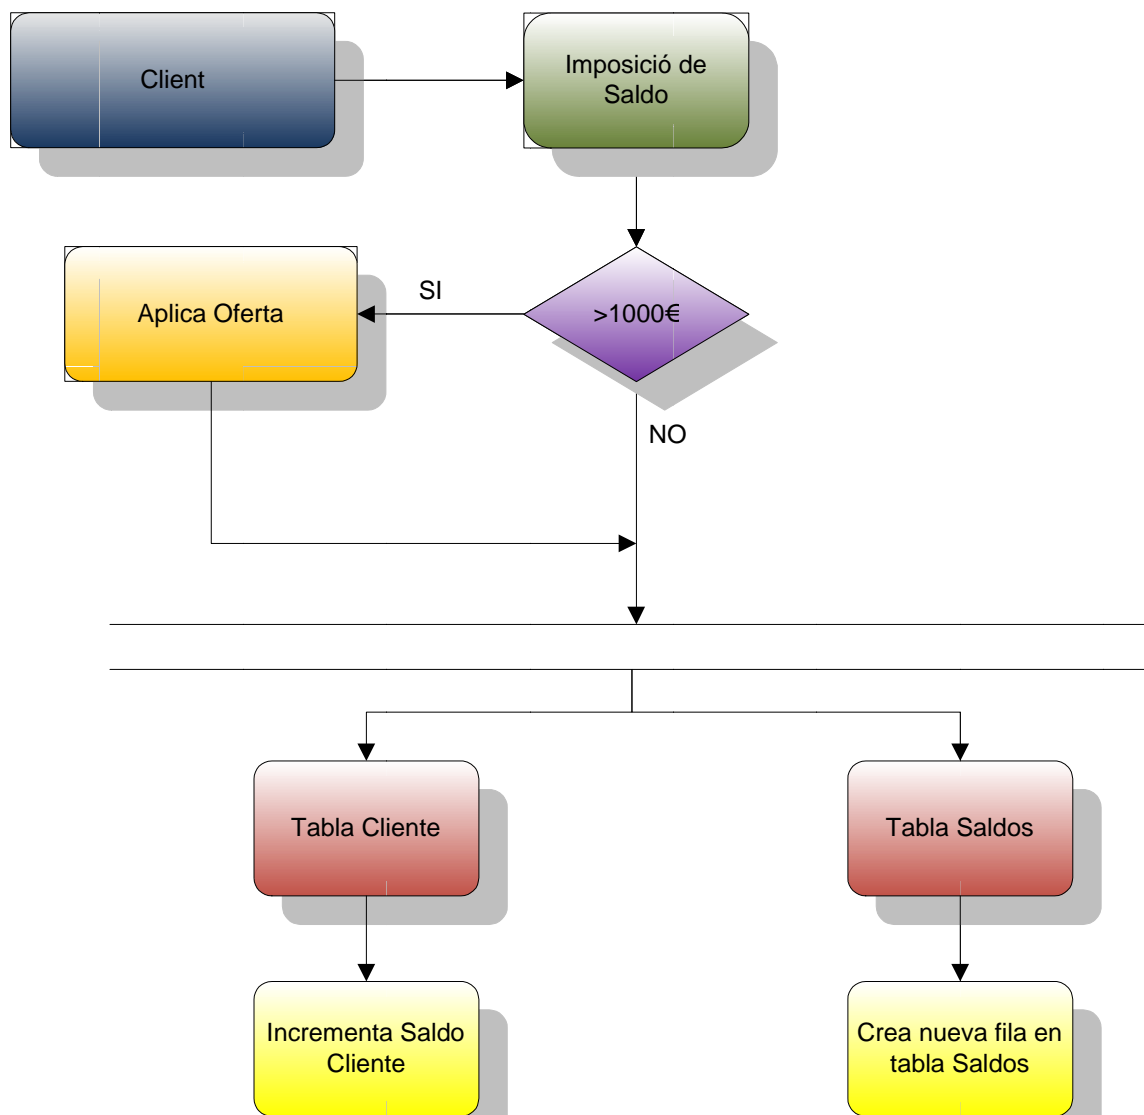 Client
Imposició de
Saldo
Aplica Oferta
SI
>1000€
NO
Tabla Cliente
Tabla Saldos
Incrementa Saldo
Cliente
Crea nueva fila en
tabla Saldos